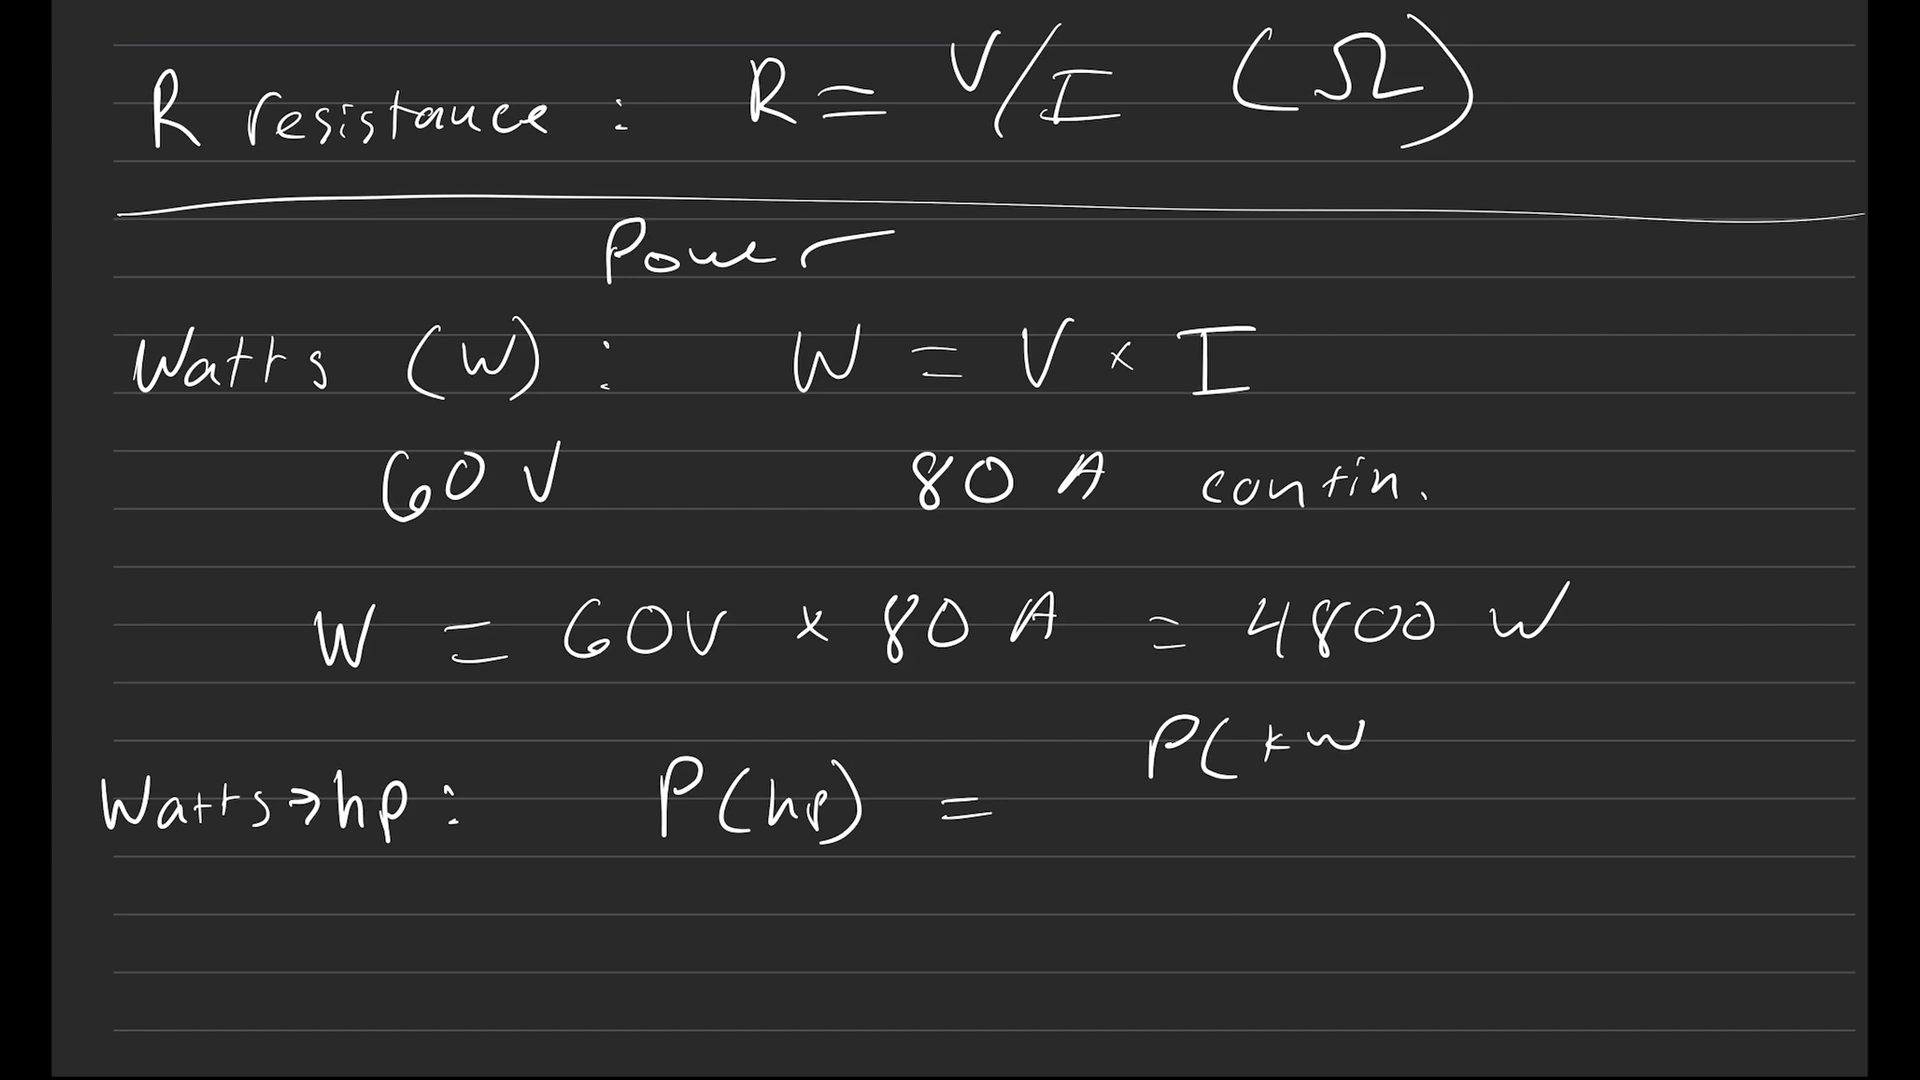 R resistance : R = V/I (Ω)
Power
Watts (W) : W = V × I
60 V 80 A contin.
W = 60V × 80 A = 4800 W
P(kW
Watts→hp : P(hp) =